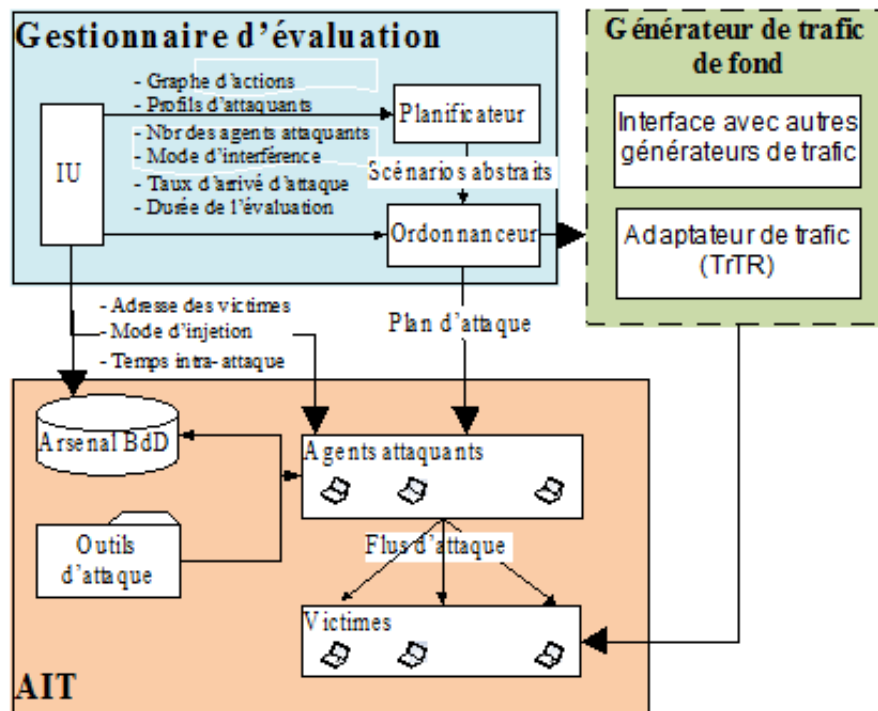 Gestionnaire d'évaluation
- Graphe d'actions
- Profils d'attaquants
- Nbr des agents attaquants
- Mode d'interférence
- Taux d'arrivé d'attaque
- Durée de l'évaluation
IU
Planificateur
Scénarios abstraits
Ordonnanceur
Générateur de trafic
de fond
Interface avec autres
générateurs de trafic
Adaptateur de trafic
(TrTR)
- Adresse des victimes
- Mode d'injetion
- Temps intra-attaque
Plan d'attaque
Arsenal BdD
Outils
d'attaque
Agents attaquants
Flus d'attaque
Victimes
AIT